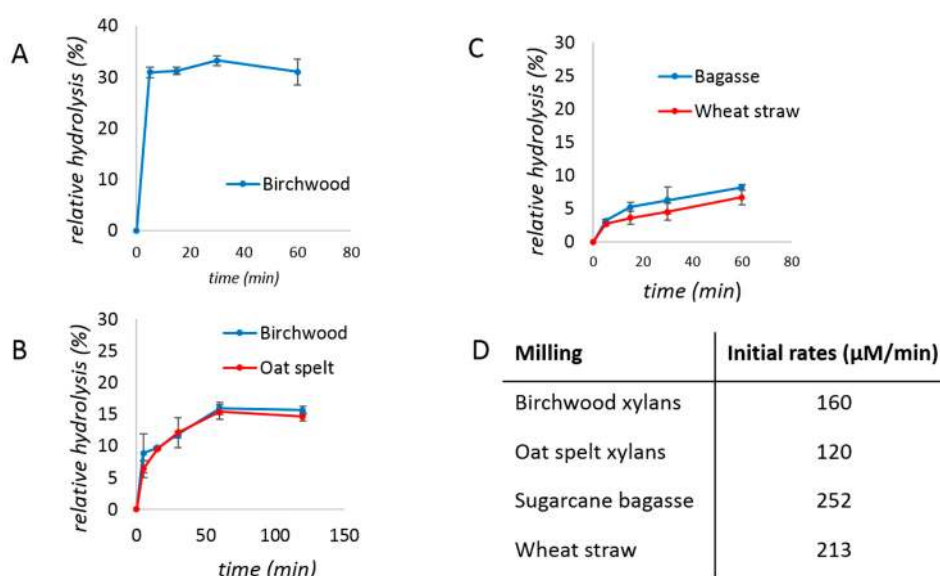 A
relative hydrolysis (%)
40
30
20
10
0
Birchwood
0 20 40 60 80
time (min)
B
relative hydrolysis (%)
30
25
20
15
10
5
0
Birchwood
Oat spelt
0 50 100 150
time (min)
C
relative hydrolysis (%)
30
25
20
15
10
5
0
Bagasse
Wheat straw
0 20 40 60 80
time (min)
D
Milling Initial rates (µM/min)
Birchwood xylans 160
Oat spelt xylans 120
Sugarcane bagasse 252
Wheat straw 213